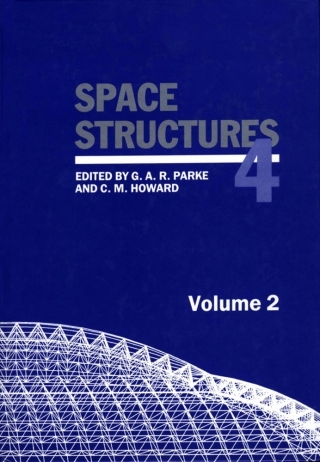 SPACE
STRUCTURES
4
EDITED BY G. A. R. PARKE
AND C. M. HOWARD
Volume 2